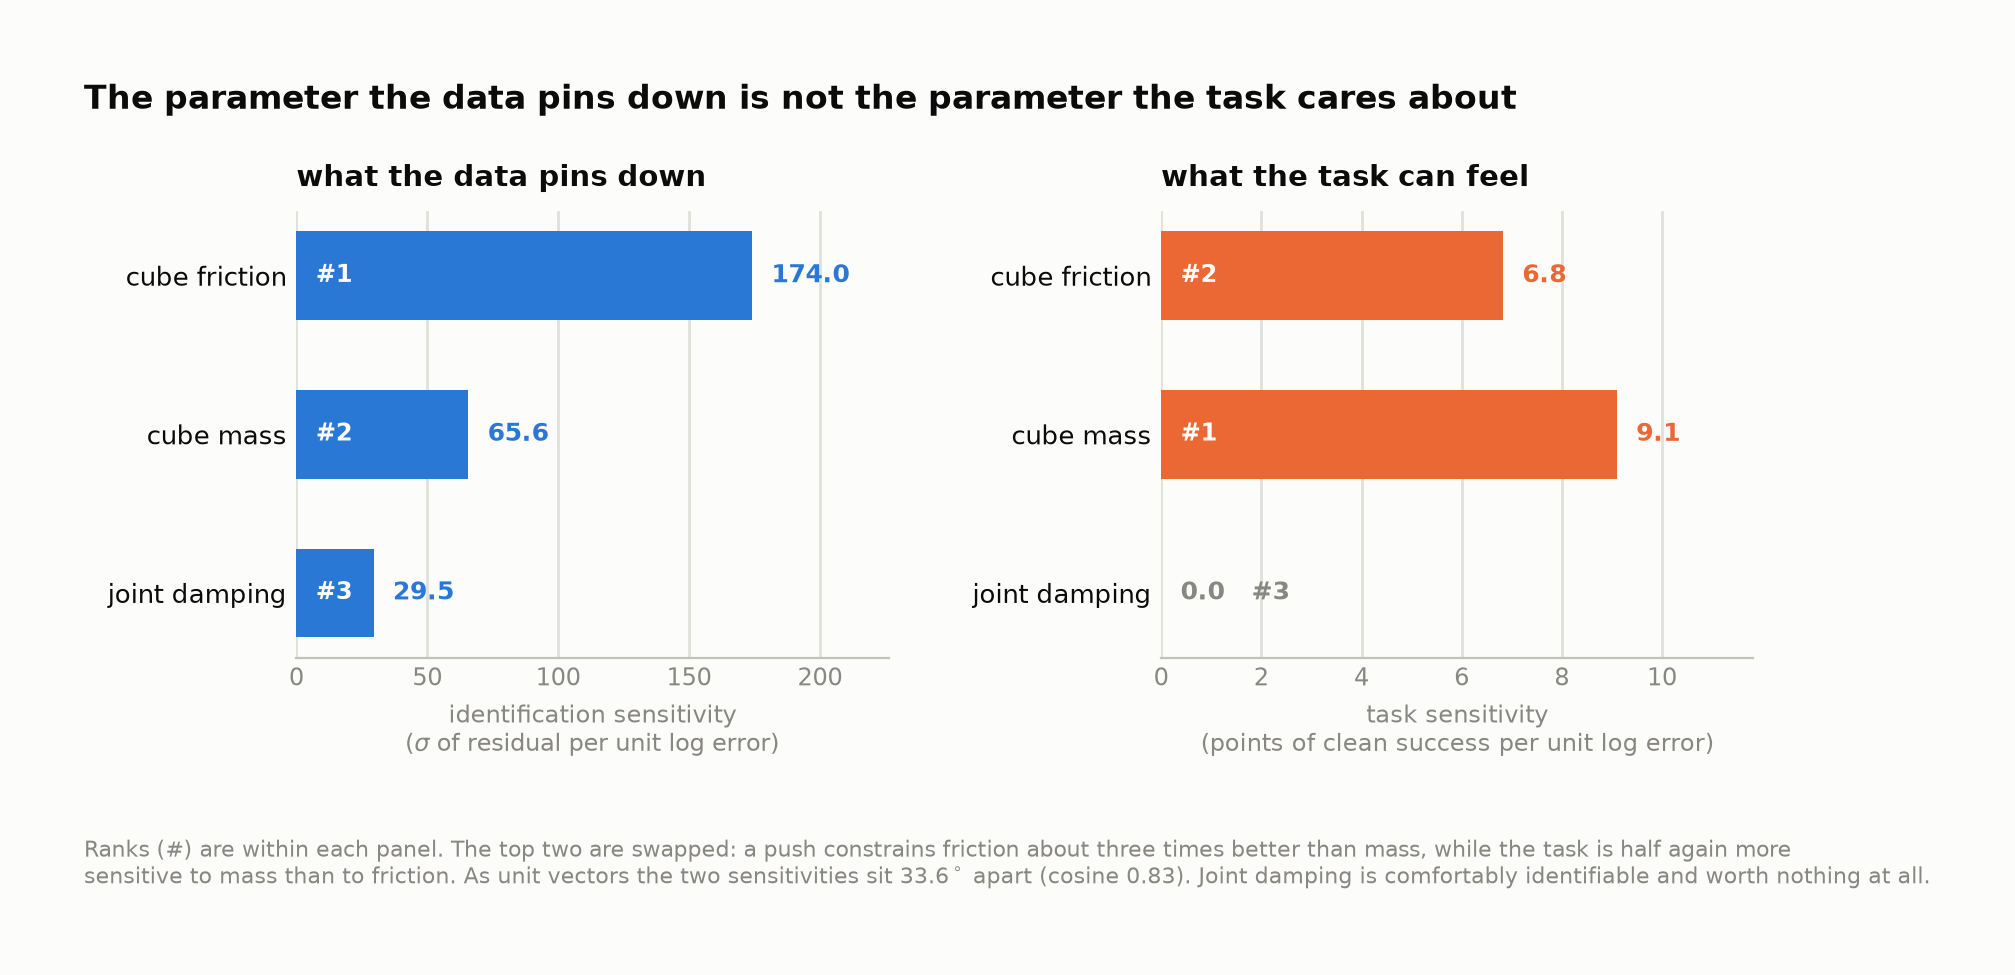 The parameter the data pins down is not the parameter the task cares about
what the data pins down
cube friction
#1
174.0
cube mass
#2
65.6
joint damping
#3
29.5
0
50
100
150
200
identification sensitivity
(σ of residual per unit log error)
what the task can feel
cube friction
#2
6.8
cube mass
#1
9.1
joint damping
0.0
#3
0
2
4
6
8
10
task sensitivity
(points of clean success per unit log error)
Ranks (#) are within each panel. The top two are swapped: a push constrains friction about three times better than mass, while the task is half again more
sensitive to mass than to friction. As unit vectors the two sensitivities sit 33.6° apart (cosine 0.83). Joint damping is comfortably identifiable and worth nothing at all.